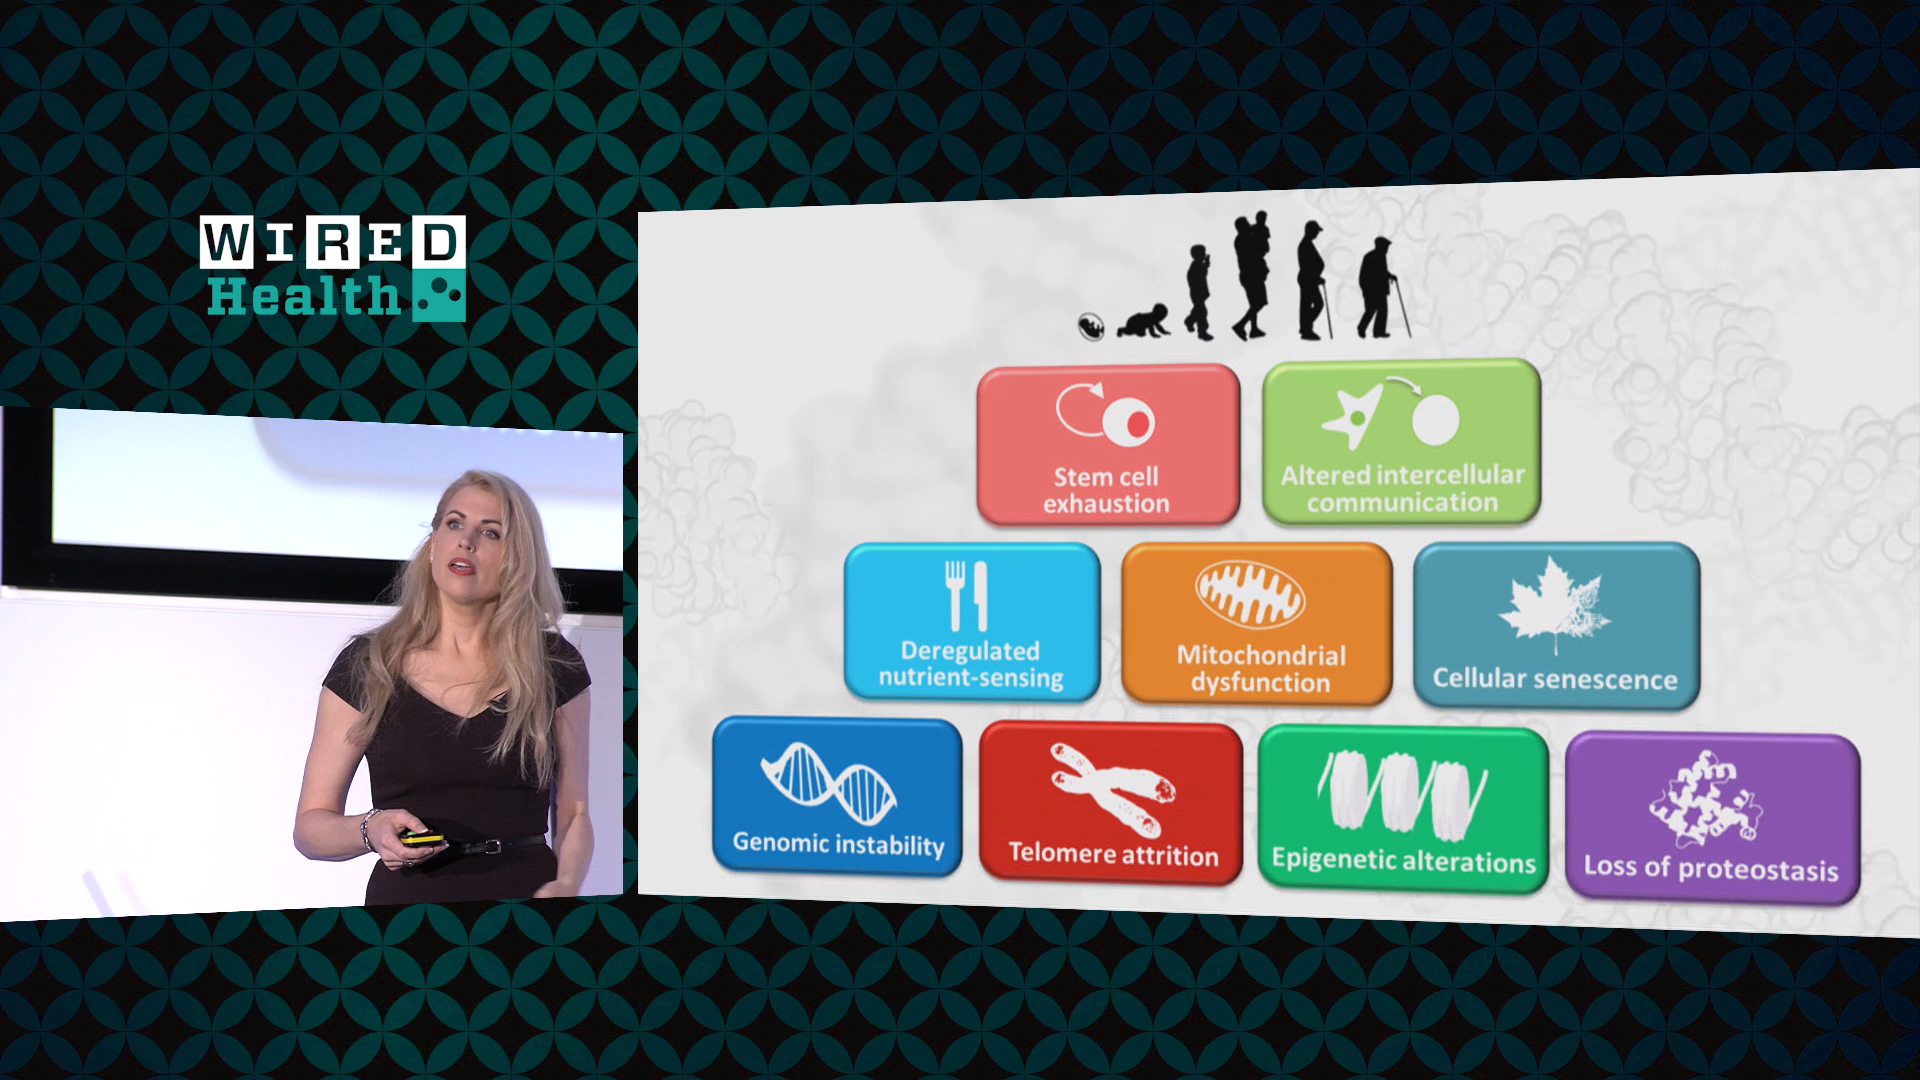 WIRED
Health
Stem cell
exhaustion
Altered intercellular
communication
Deregulated
nutrient-sensing
Mitochondrial
dysfunction
Cellular senescence
Genomic instability
Telomere attrition
Epigenetic alterations
Loss of proteostasis